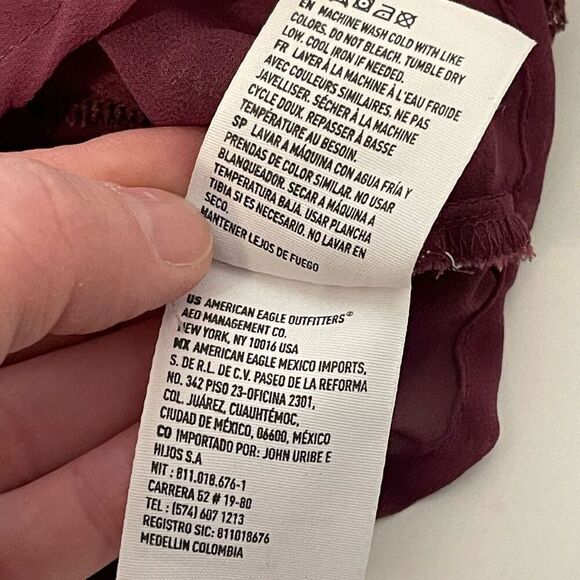 EN MACHINE WASH COLD WITH LIKE
COLORS. DO NOT BLEACH. TUMBLE DRY
LOW. COOL IRON IF NEEDED.
FR LAVER À LA MACHINE À L'EAU FROIDE
AVEC COULEURS SIMILAIRES. NE PAS
JAVELLISER. SÉCHER À LA MACHINE
CYCLE DOUX. REPASSER À BASSE
TEMPÉRATURE AU BESOIN.
SP LAVAR A MÁQUINA CON AGUA FRÍA Y
PRENDAS DE COLOR SIMILAR. NO USAR
BLANQUEADOR. SECAR A MÁQUINA A
TEMPERATURA BAJA. USAR PLANCHA
TIBIA SI ES NECESARIO. NO LAVAR EN
SECO.
MANTENER LEJOS DE FUEGO
US AMERICAN EAGLE OUTFITTERS®
AEO MANAGEMENT CO.
NEW YORK, NY 10016 USA
MX AMERICAN EAGLE MEXICO IMPORTS,
S. DE R.L. DE C.V. PASEO DE LA REFORMA
NO. 342 PISO 23-OFICINA 2301,
COL. JUÁREZ, CUAUHTÉMOC,
CIUDAD DE MÉXICO, 06600, MÉXICO
CO IMPORTADO POR: JOHN URIBE E
HIJOS S.A
NIT : 811.018.676-1
CARRERA 52 # 19-80
TEL : (574) 607 1213
REGISTRO SIC: 811018676
MEDELLIN COLOMBIA